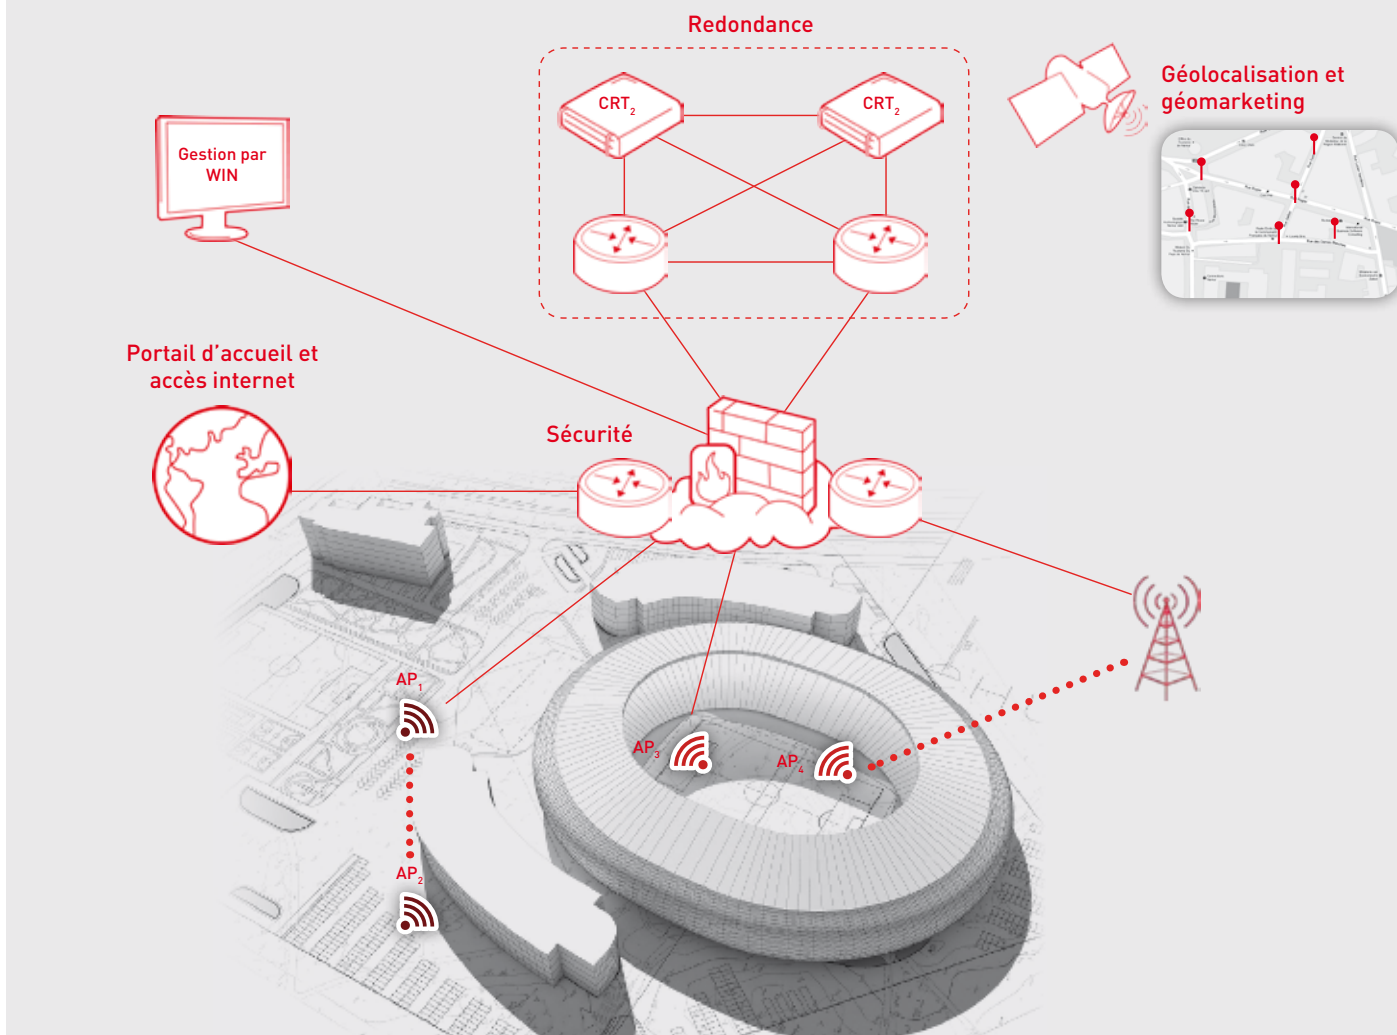 Redondance
CRT2
CRT2
Géolocalisation et
géomarketing
Gestion par
WIN
Portail d’accueil et
accès internet
Sécurité
AP1
AP3
AP4
AP2